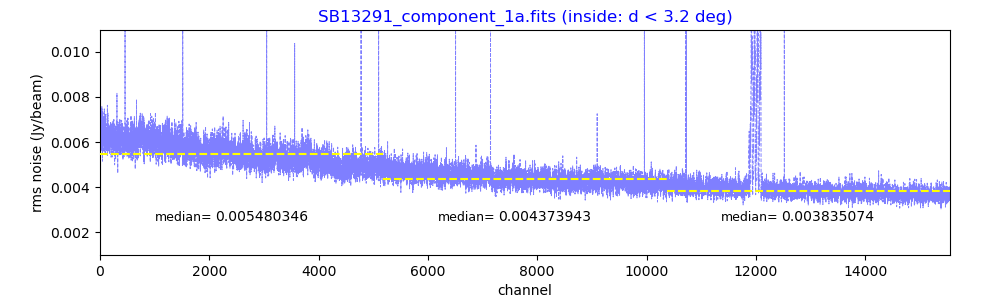 SB13291_component_1a.fits (inside: d < 3.2 deg)
rms noise (Jy/beam)
0.010
0.008
0.006
0.004
0.002
median= 0.005480346
median= 0.004373943
median= 0.003835074
0
2000
4000
6000
8000
10000
12000
14000
channel